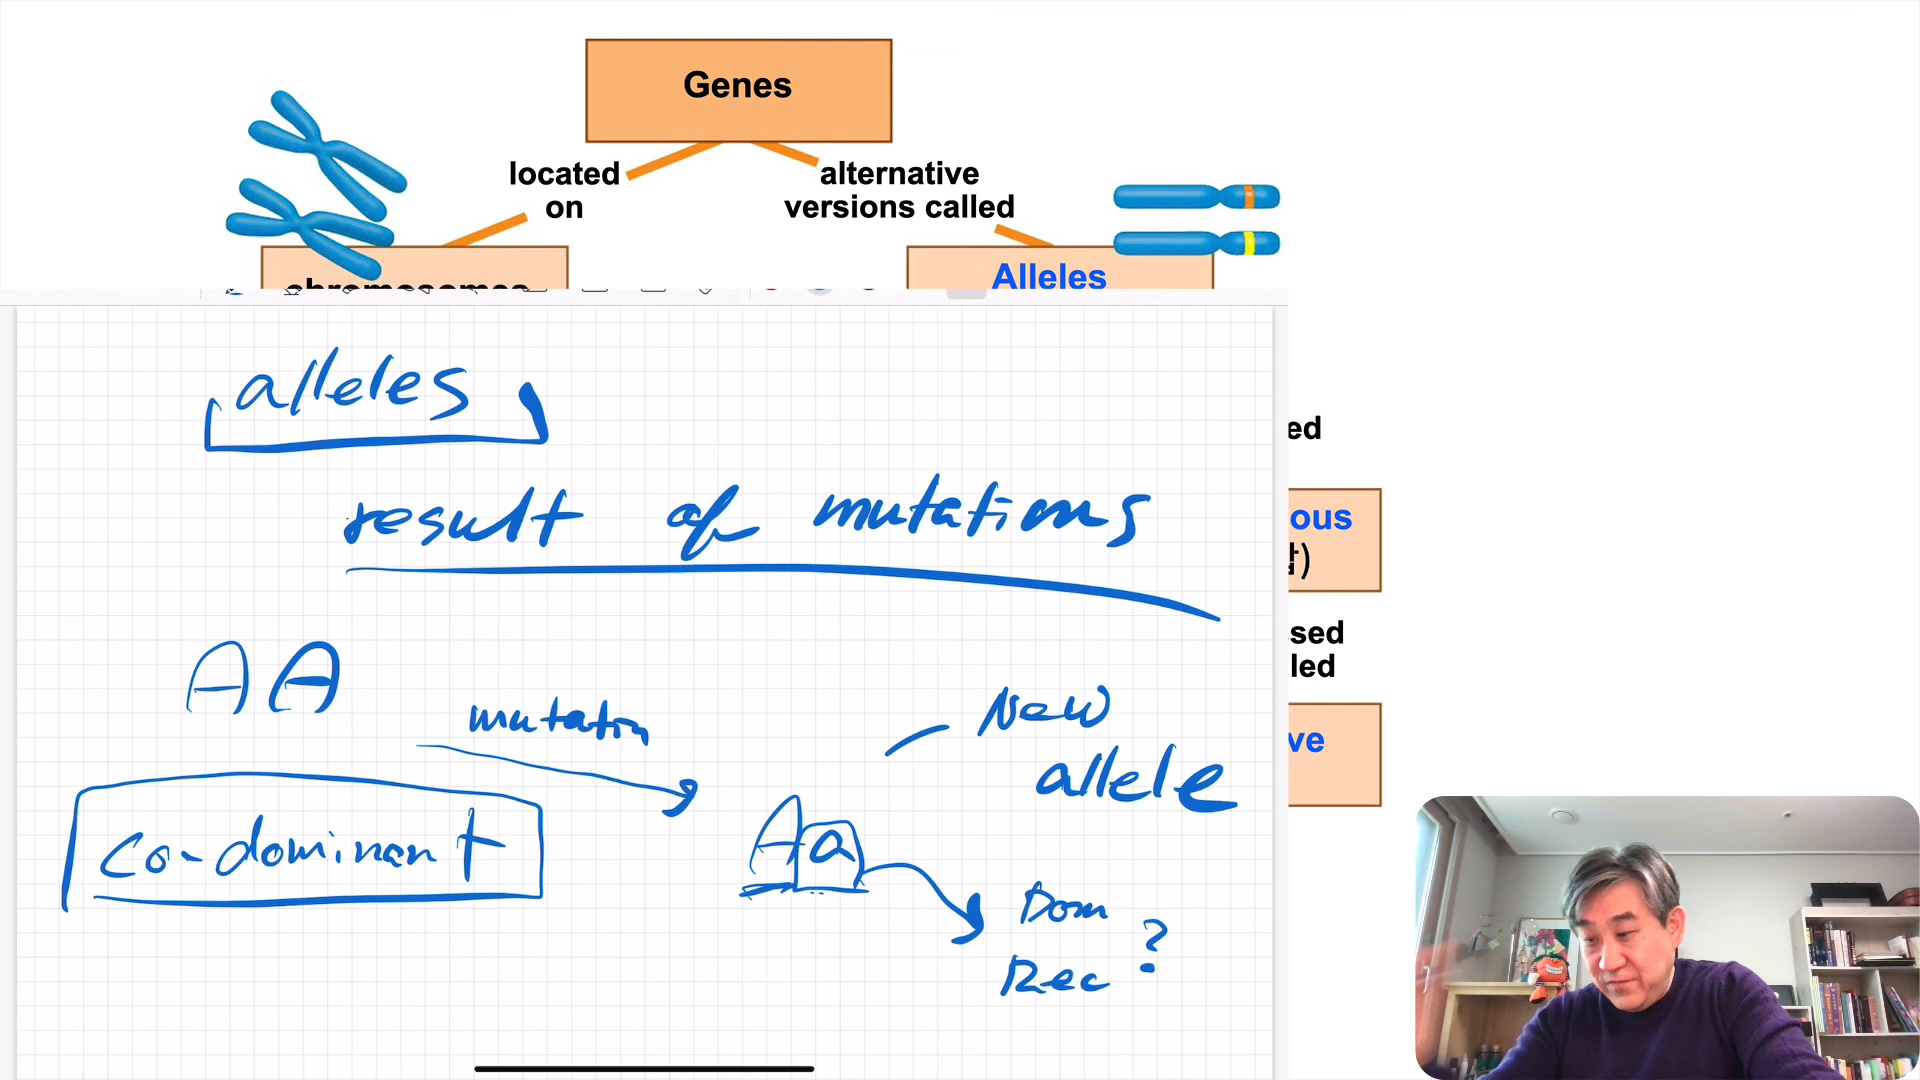 Genes
located
on
alternative
versions called
chromosomes
Alleles
alleles
result of mutations
AA
mutation
New
allele
co-dominant
Aa
Dom
Rec ?
ed
ous
)
sed
led
ve